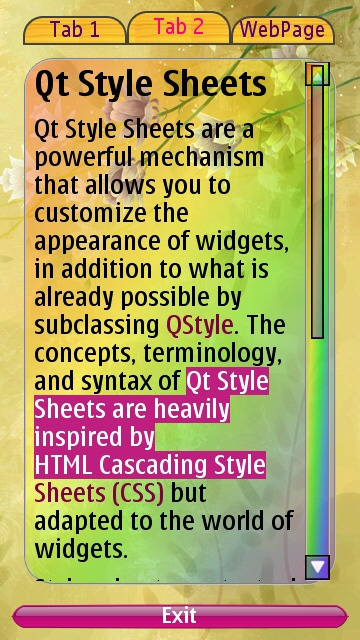 Tab 1 Tab 2 WebPage
Qt Style Sheets
Qt Style Sheets are a
powerful mechanism
that allows you to
customize the
appearance of widgets,
in addition to what is
already possible by
subclassing QStyle. The
concepts, terminology,
and syntax of Qt Style
Sheets are heavily
inspired by
HTML Cascading Style
Sheets (CSS) but
adapted to the world of
widgets.
Exit